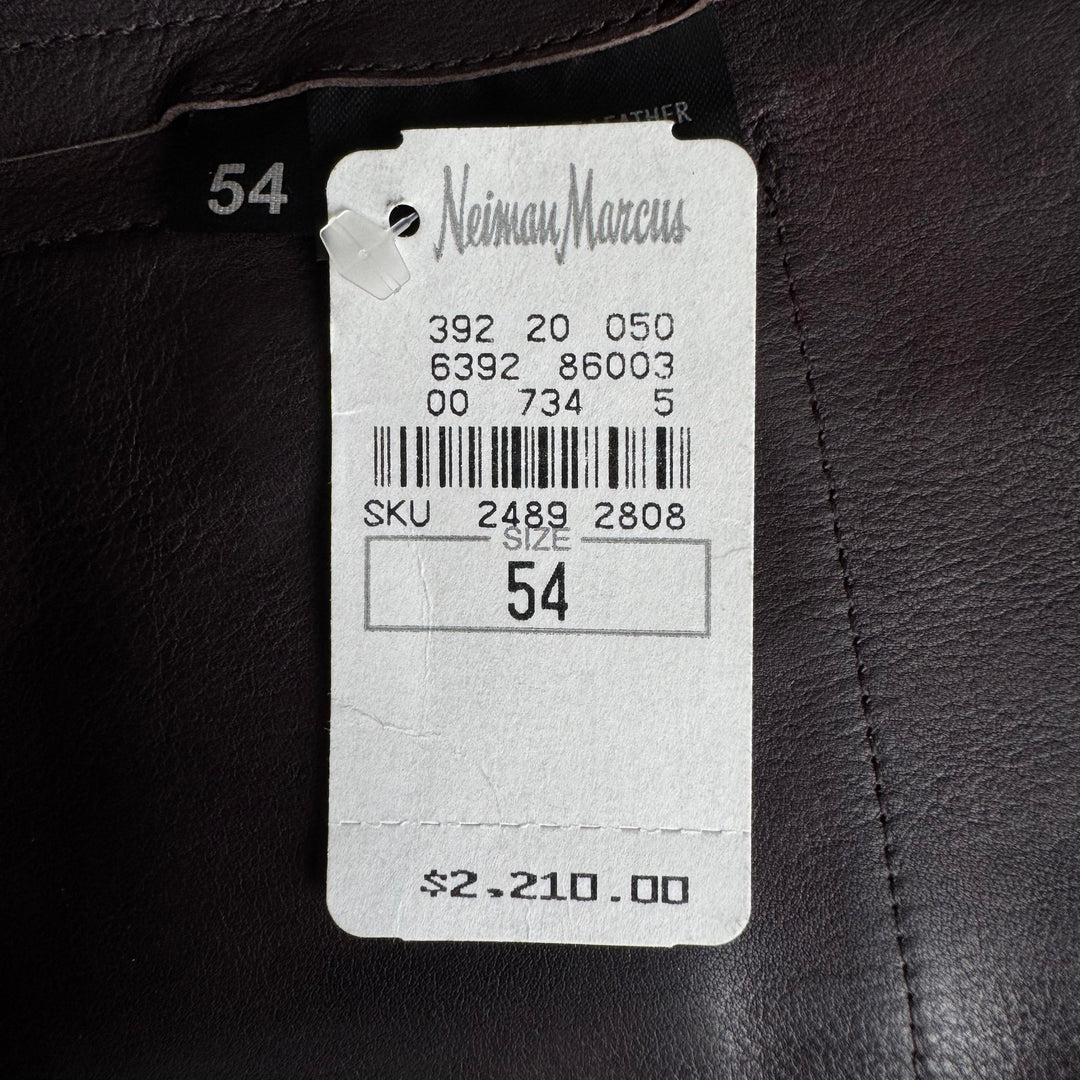 LEATHER
54
Neiman Marcus
392 20 050
6392 86003
00 734 5
SKU 2489 2808
SIZE
54
$2,210.00